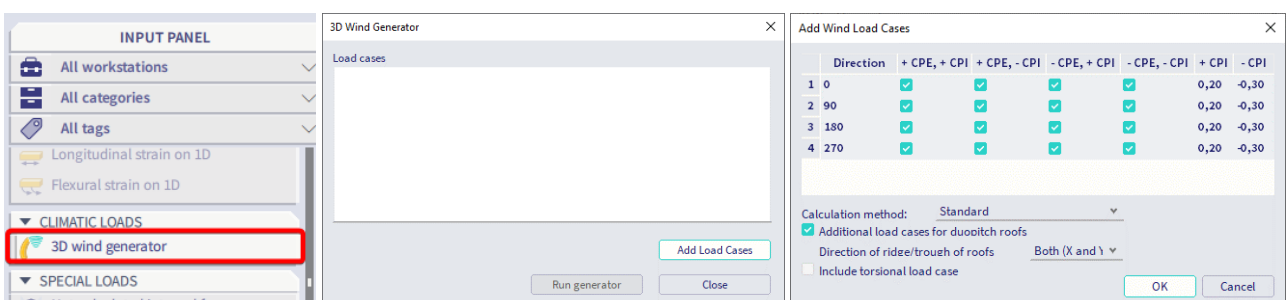 INPUT PANEL
All workstations
All categories
All tags
Longitudinal strain on 1D
Flexural strain on 1D
CLIMATIC LOADS
3D wind generator
SPECIAL LOADS
3D Wind Generator
Load cases
Add Load Cases
Run generator Close
Add Wind Load Cases
Direction + CPE, + CPI + CPE, - CPI - CPE, + CPI - CPE, - CPI + CPI - CPI
1 0 0,20 -0,30
2 90 0,20 -0,30
3 180 0,20 -0,30
4 270 0,20 -0,30
Calculation method: Standard
Additional load cases for duopitch roofs
Direction of ridge/trough of roofs Both (X and Y
Include torsional load case
OK Cancel